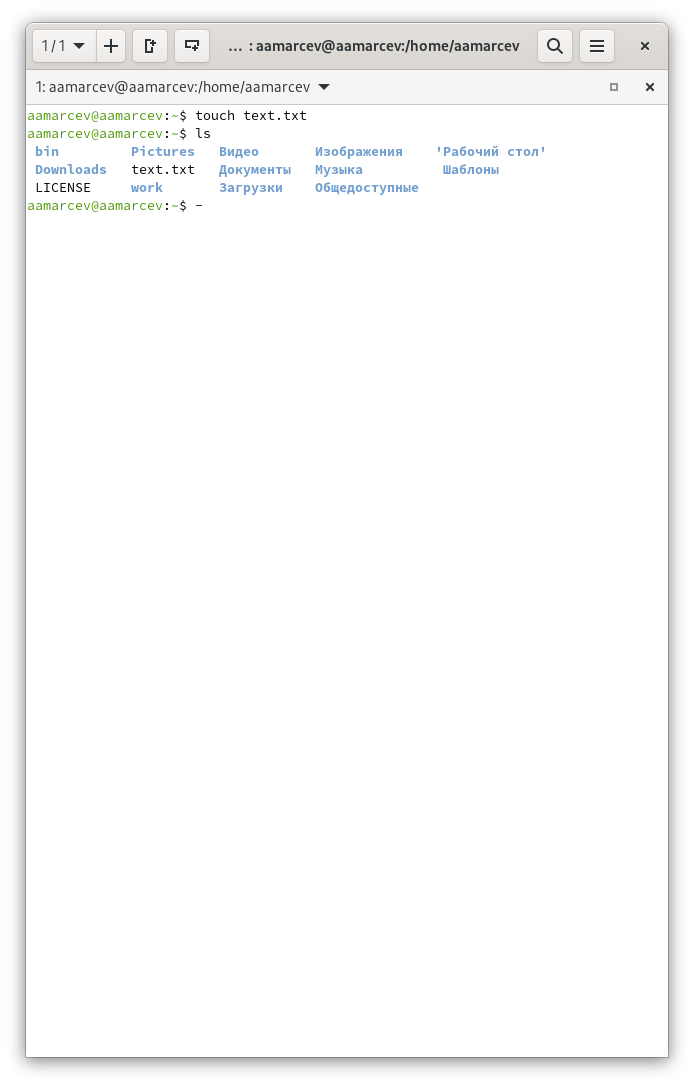 1 / 1 ... : aamarcev@aamarcev:/home/aamarcev
1: aamarcev@aamarcev:/home/aamarcev
aamarcev@aamarcev:~$ touch text.txt
aamarcev@aamarcev:~$ ls
bin Pictures Видео Изображения 'Рабочий стол'
Downloads text.txt Документы Музыка Шаблоны
LICENSE work Загрузки Общедоступные
aamarcev@aamarcev:~$ -